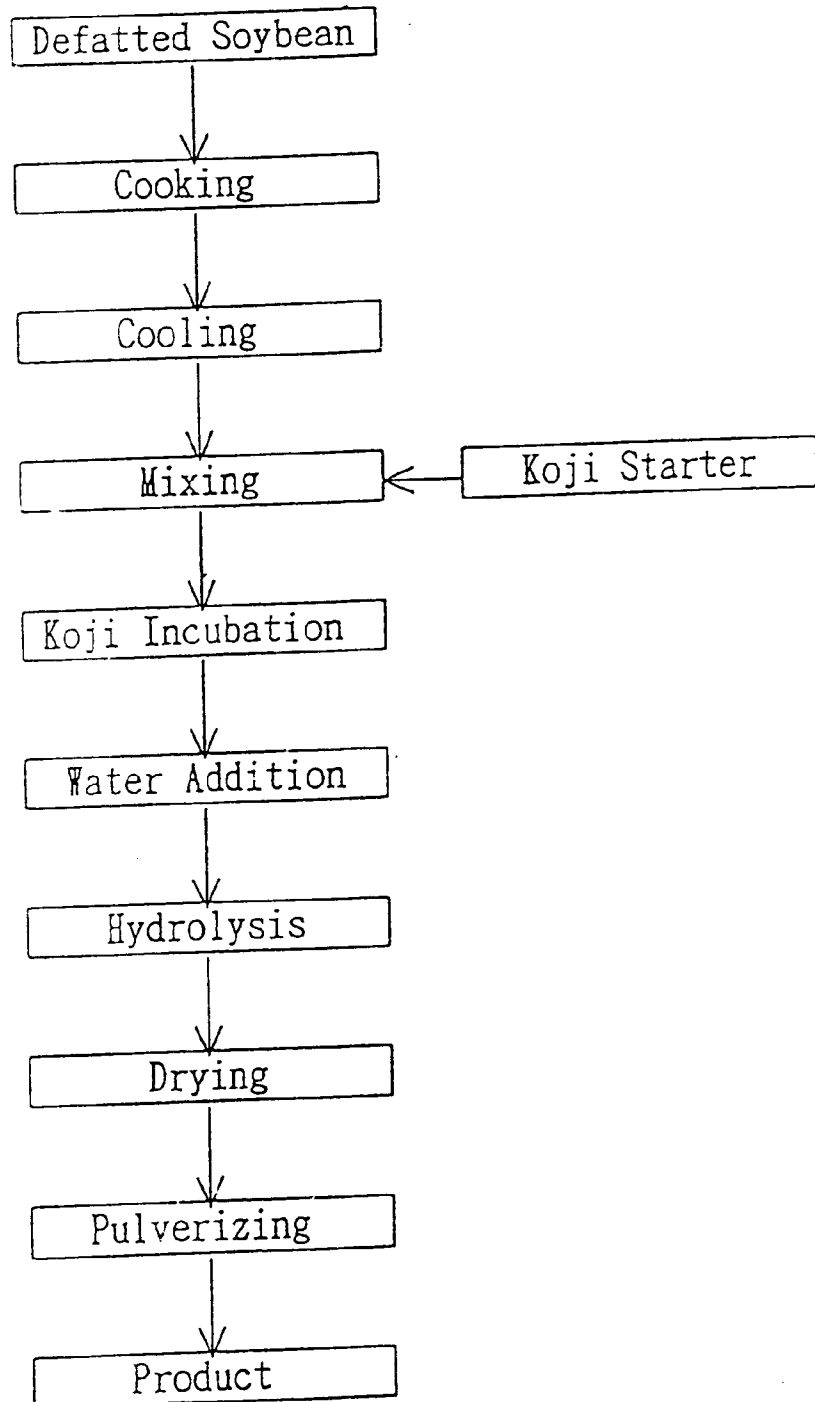 Defatted Soybean
Cooking
Cooling
Mixing
Koji Starter
Koji Incubation
Water Addition
Hydrolysis
Drying
Pulverizing
Product